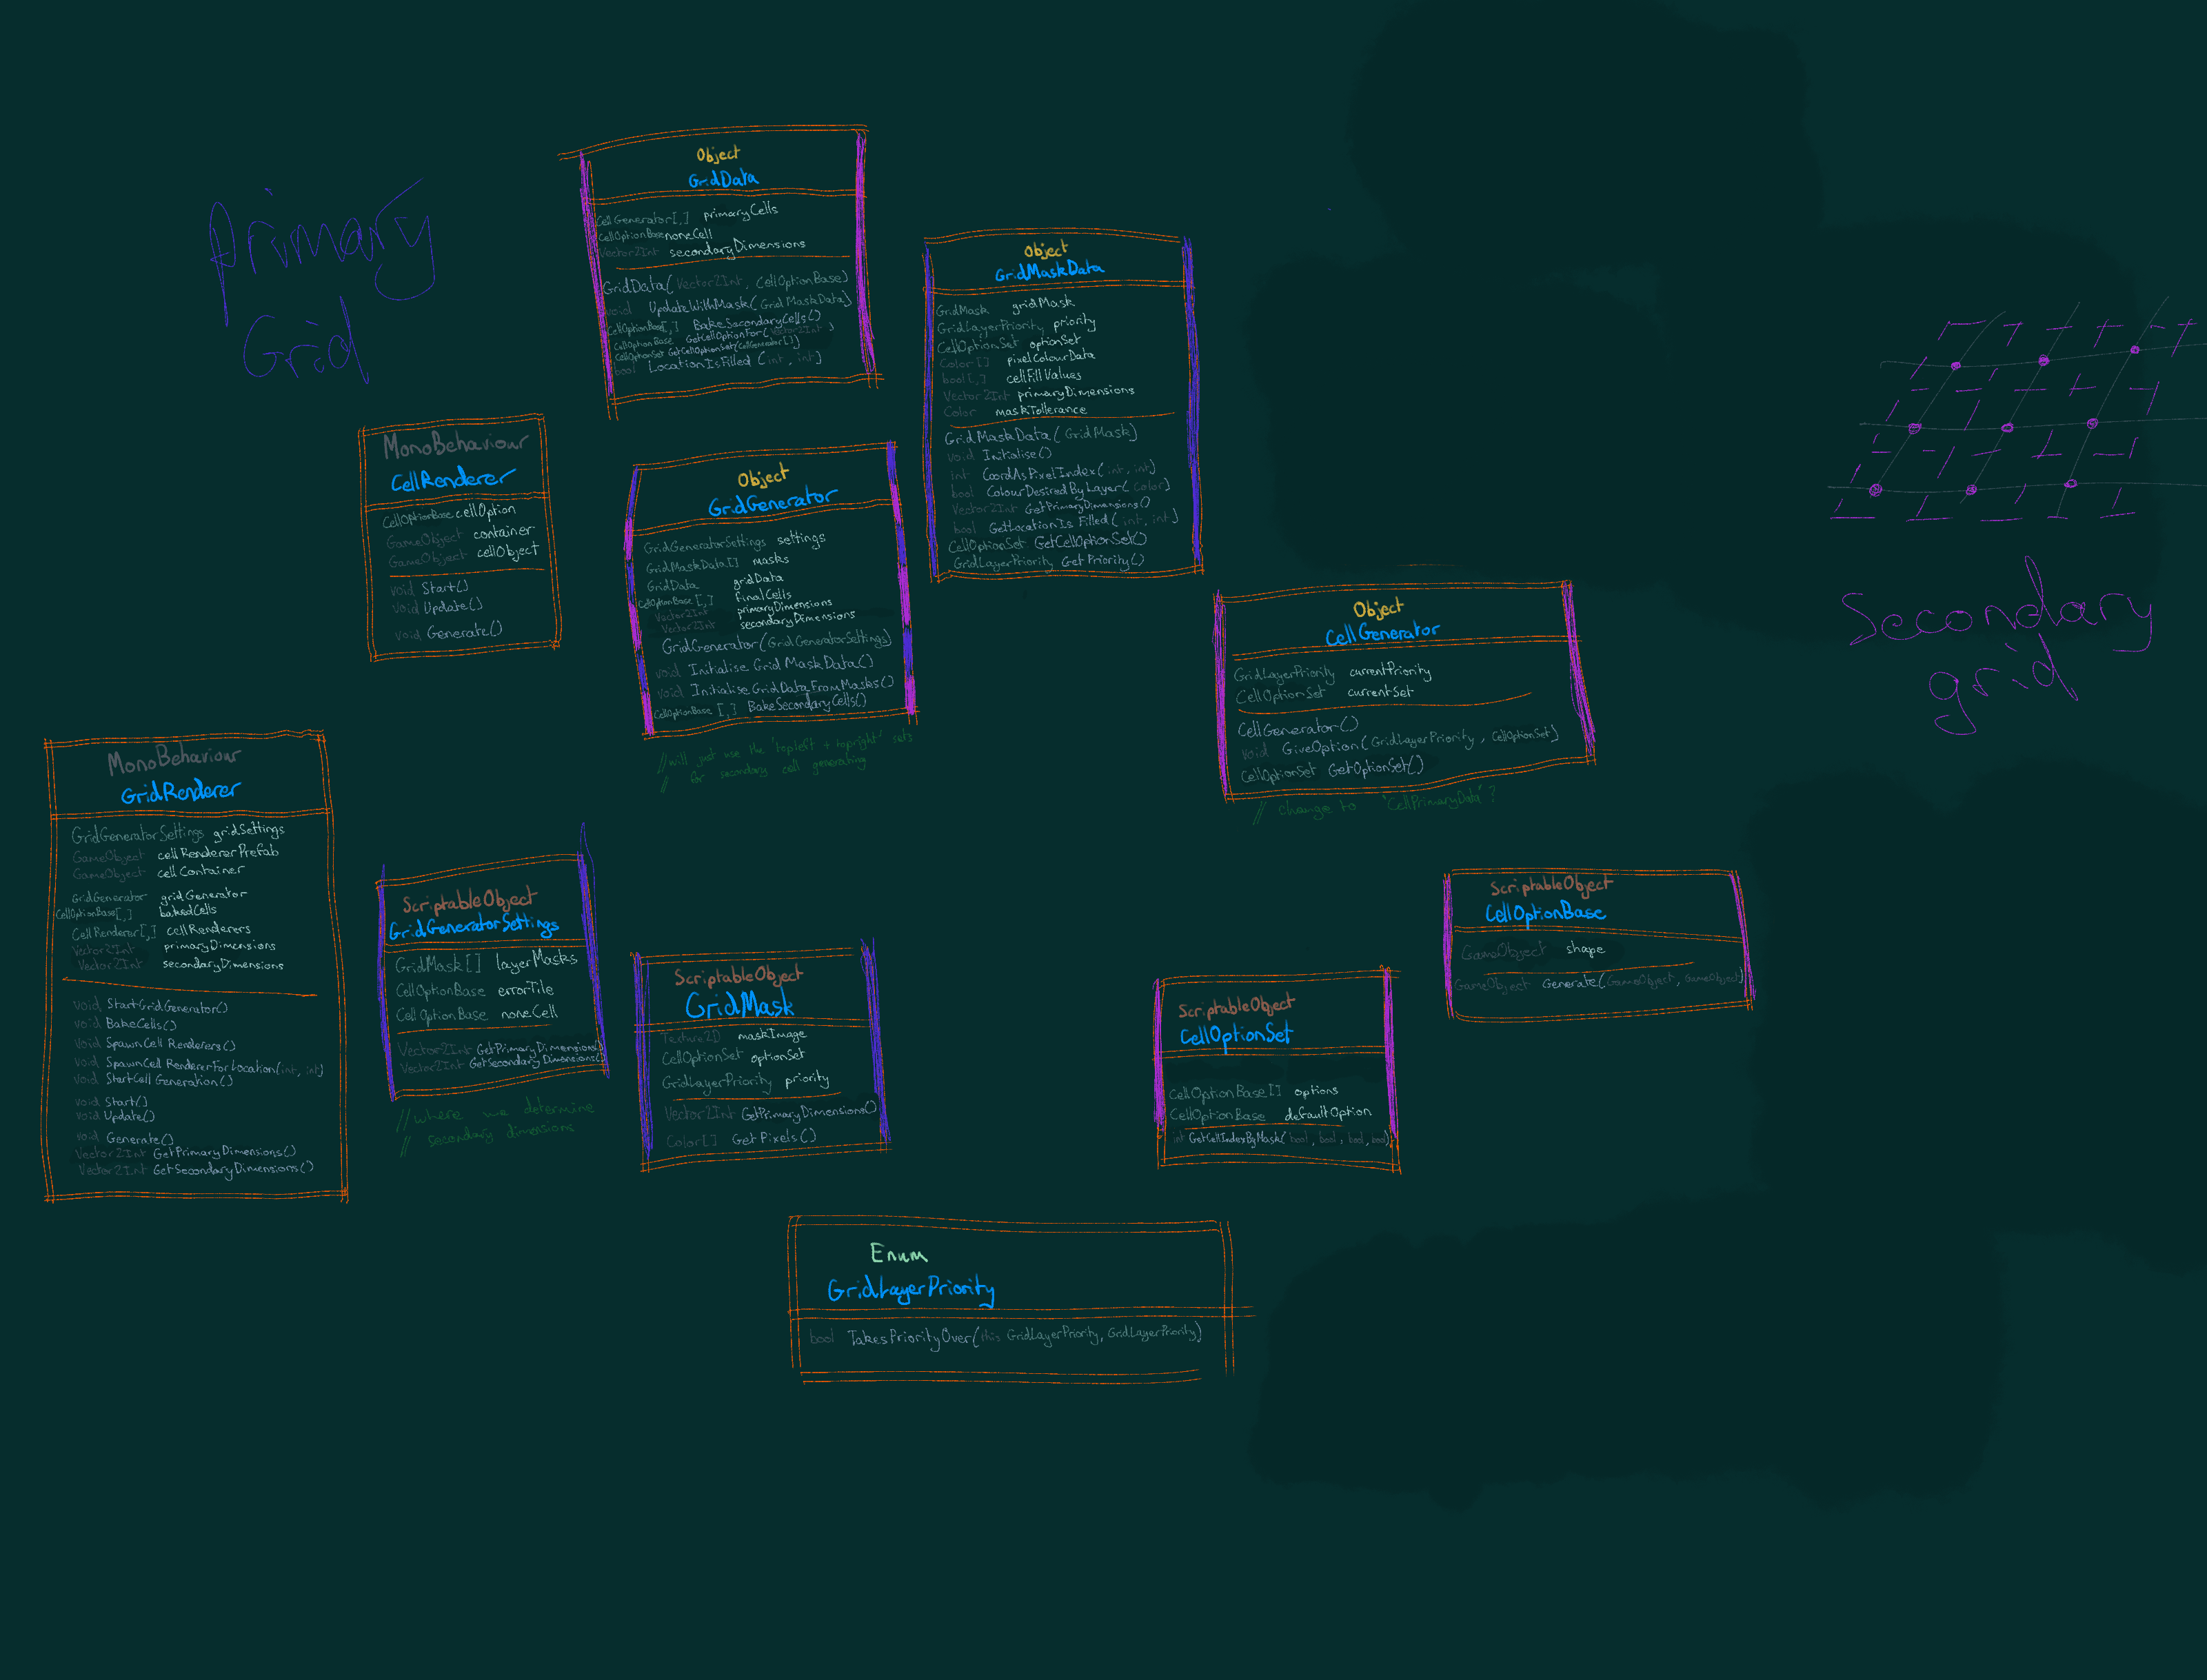 Primary
Grid
Object
GridData
CellGenerator[,] primaryCells
CellOptionBase noneCell
Vector2Int secondaryDimensions
GridData(Vector2Int, CellOptionBase)
void UpdateWithMask(GridMaskData)
CellOptionBase[,] BakeSecondaryCells()
CellOptionBase GetCellOptionFor(Vector2Int)
CellOptionSet GetCellOptionSet(CellGenerator[])
bool LocationIsFilled (int, int)
Object
GridMaskData
GridMask gridMask
GridLayerPriority priority
CellOptionSet optionSet
Color[] pixelColourData
bool[,] cellFillValues
Vector2Int primaryDimensions
Color maskTollerance
GridMaskData(GridMask)
void Initialise()
int CoordAsPixelIndex(int, int)
bool ColourDesiredByLayer(color)
Vector2Int GetPrimaryDimensions()
bool GetLocationIsFilled(int, int)
CellOptionSet GetCellOptionSet()
GridLayerPriority GetPriority()
MonoBehaviour
CellRenderer
CellOptionBase cellOption
GameObject container
GameObject cellObject
void Start()
void Update()
void Generate()
Object
GridGenerator
GridGeneratorSettings settings
GridMaskData[] masks
GridData gridData
CellOptionBase[,] finalCells
Vector2Int primaryDimensions
Vector2Int secondaryDimensions
GridGenerator(GridGeneratorSettings)
void InitialiseGridMaskData()
void InitialiseGridDataFromMasks()
CellOptionBase [,] BakeSecondaryCells()
//will just use the 'topleft + topright' sets
// for secondary cell generating
Object
CellGenerator
GridLayerPriority currentPriority
CellOptionSet currentSet
CellGenerator()
void GiveOption(GridLayerPriority, CellOptionSet)
CellOptionSet GetOptionSet()
// change to 'CellPrimaryData'?
Secondary
grid
MonoBehaviour
GridRenderer
GridGeneratorSettings gridSettings
GameObject cellRendererPrefab
GameObject cellContainer
GridGenerator gridGenerator
CellOptionBase[,] bakedCells
CellRenderer[,] cellRenderers
Vector2Int primaryDimensions
Vector2Int secondaryDimensions
void StartGridGenerator()
void BakeCells()
void SpawnCellRenderers()
void SpawnCellRendererForLocation(int, int)
void StartCellGeneration()
void Start()
void Update()
void Generate()
Vector2Int GetPrimaryDimensions()
Vector2Int GetSecondaryDimensions()
ScriptableObject
GridGeneratorSettings
GridMask[] layerMasks
CellOptionBase errorTile
CellOptionBase noneCell
Vector2Int GetPrimaryDimensions()
Vector2Int GetSecondaryDimensions()
//where we determine
// secondary dimensions
ScriptableObject
GridMask
Texture2D maskImage
CellOptionSet optionSet
GridLayerPriority priority
Vector2Int GetPrimaryDimensions()
Color[] GetPixels()
ScriptableObject
CellOptionSet
CellOptionBase[] options
CellOptionBase defaultOption
int GetCellIndexByMask(bool, bool, bool, bool)
ScriptableObject
CellOptionBase
GameObject shape
GameObject Generate(GameObject, GameObject)
Enum
GridLayerPriority
bool TakesPriorityOver(this GridLayerPriority, GridLayerPriority)